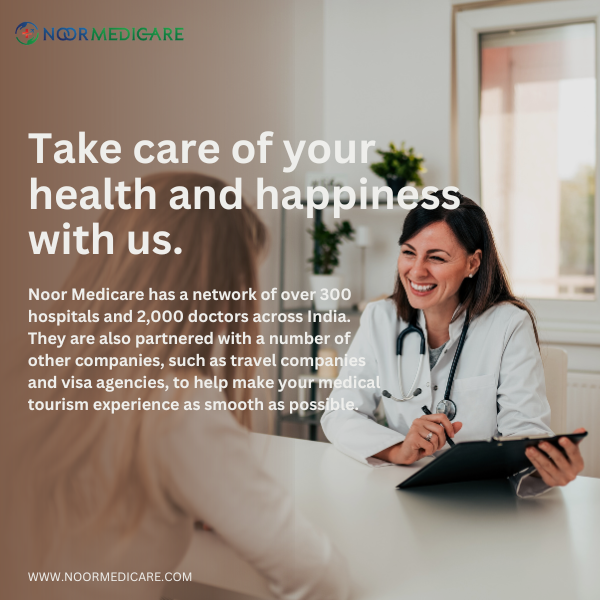 NOORMEDICARE
Take care of your
health and happiness
with us.
Noor Medicare has a network of over 300
hospitals and 2,000 doctors across India.
They are also partnered with a number of
other companies, such as travel companies
and visa agencies, to help make your medical
tourism experience as smooth as possible.
WWW.NOORMEDICARE.COM